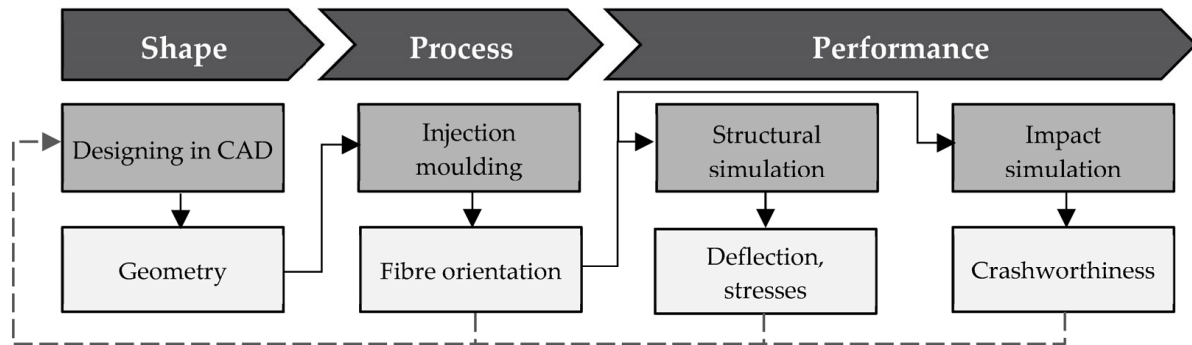 Shape
Process
Performance
Designing in CAD
Injection
moulding
Structural
simulation
Impact
simulation
Geometry
Fibre orientation
Deflection,
stresses
Crashworthiness